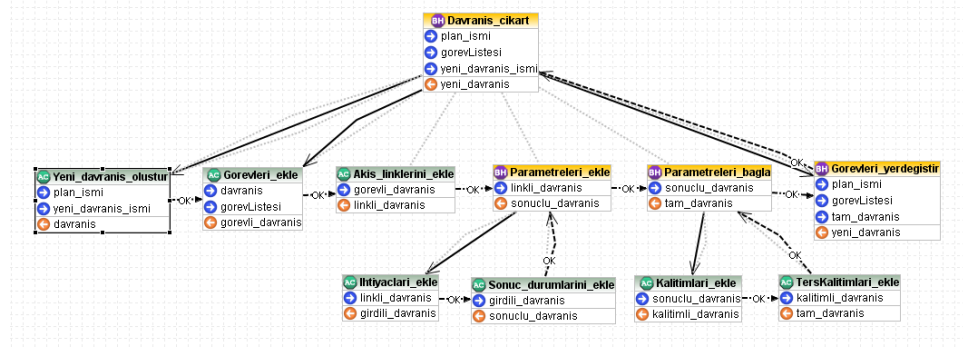 BH Davranis_cikart
plan_ismi
gorevListesi
yeni_davranis_ismi
yeni_davranis
AC Yeni_davranis_olustur
plan_ismi
yeni_davranis_ismi
davranis
OK
AC Gorevleri_ekle
davranis
gorevListesi
gorevli_davranis
OK
AC Akis_linklerini_ekle
gorevli_davranis
linkli_davranis
OK
BH Parametreleri_ekle
linkli_davranis
sonuclu_davranis
OK
BH Parametreleri_bagla
sonuclu_davranis
tam_davranis
OK
OK
BH Gorevleri_yerdegistir
plan_ismi
gorevListesi
tam_davranis
yeni_davranis
AC Ihtiyaclari_ekle
linkli_davranis
girdili_davranis
OK
OK
AC Sonuc_durumlarini_ekle
girdili_davranis
sonuclu_davranis
AC Kalitimlari_ekle
sonuclu_davranis
kalitimli_davranis
OK
OK
AC TersKalitimlari_ekle
kalitimli_davranis
tam_davranis